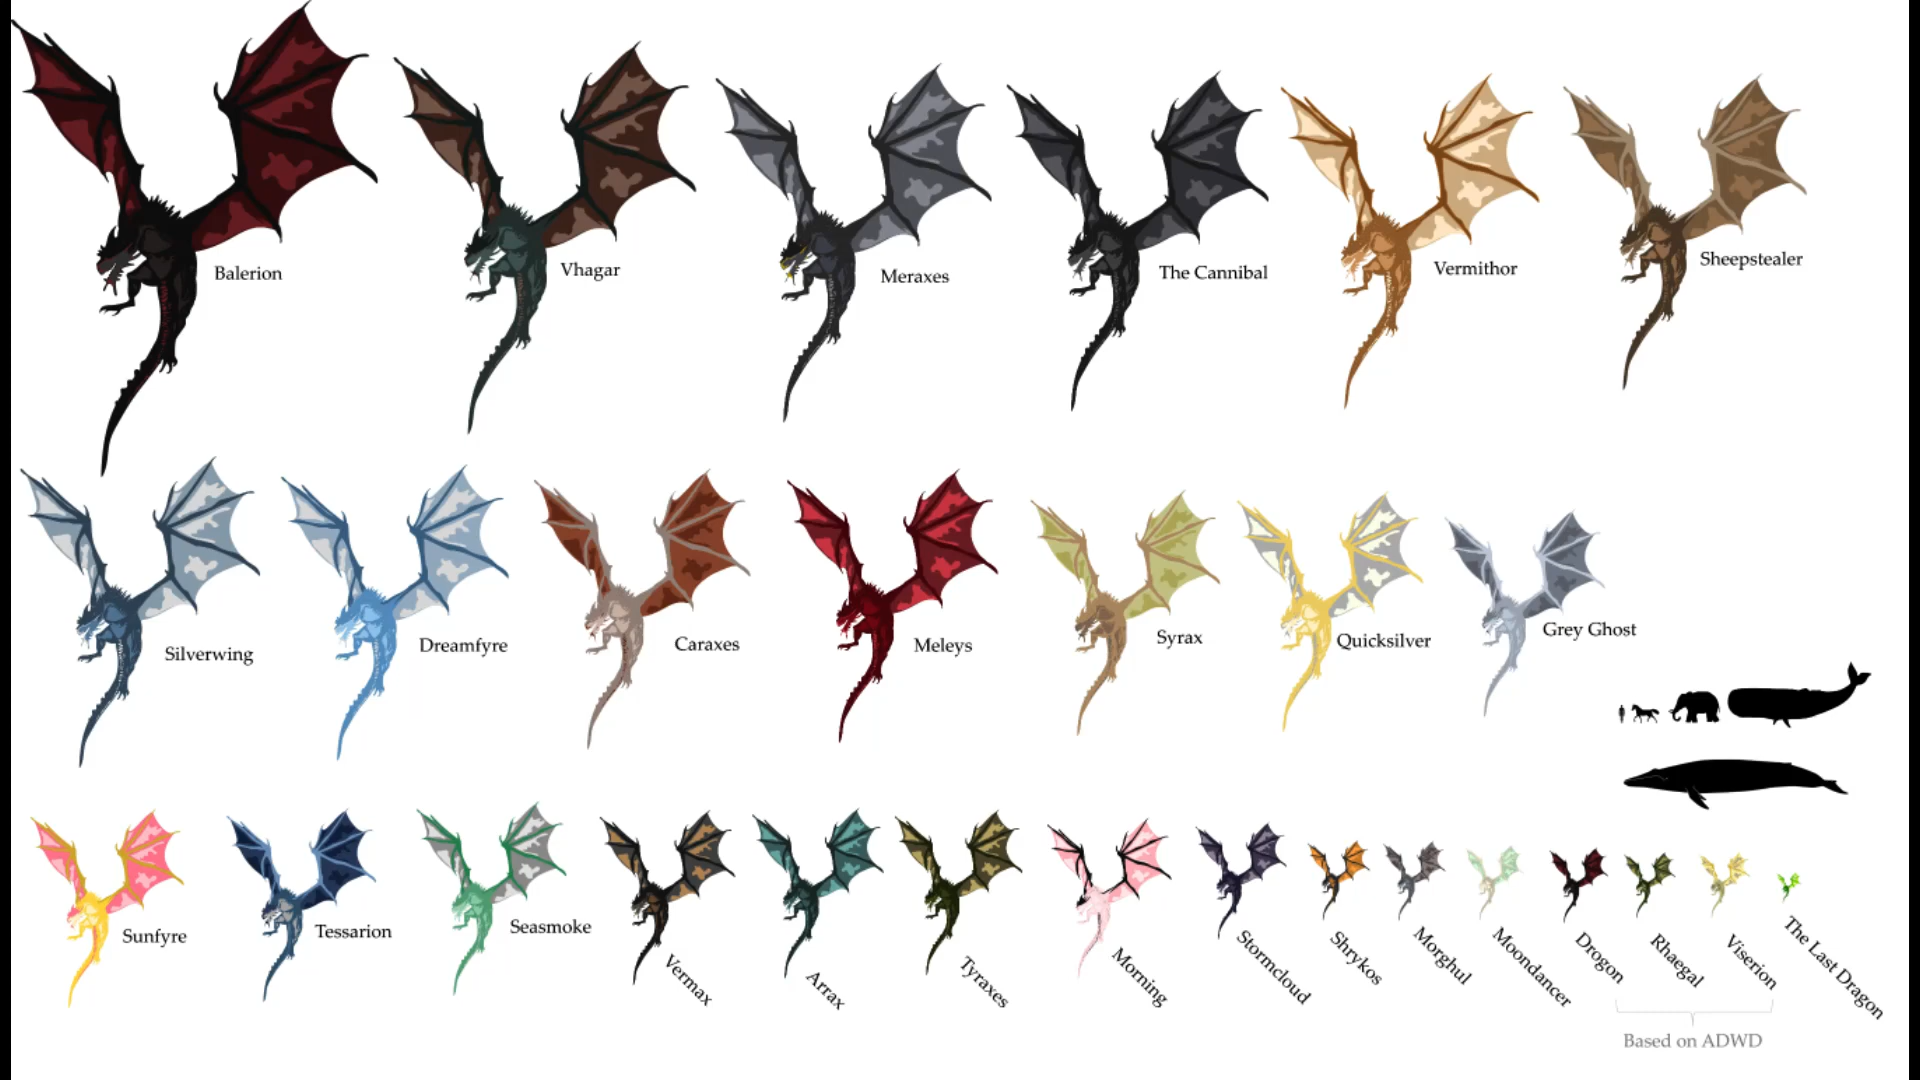 Balerion
Vhagar
Meraxes
The Cannibal
Vermithor
Sheepstealer
Silverwing
Dreamfyre
Caraxes
Meleys
Syrax
Quicksilver
Grey Ghost
Sunfyre
Tessarion
Seasmoke
Vermax
Arrax
Tyraxes
Morning
Stormcloud
Shrykos
Morghul
Moondancer
Drogon
Rhaegal
Viserion
The Last Dragon
Based on ADWD